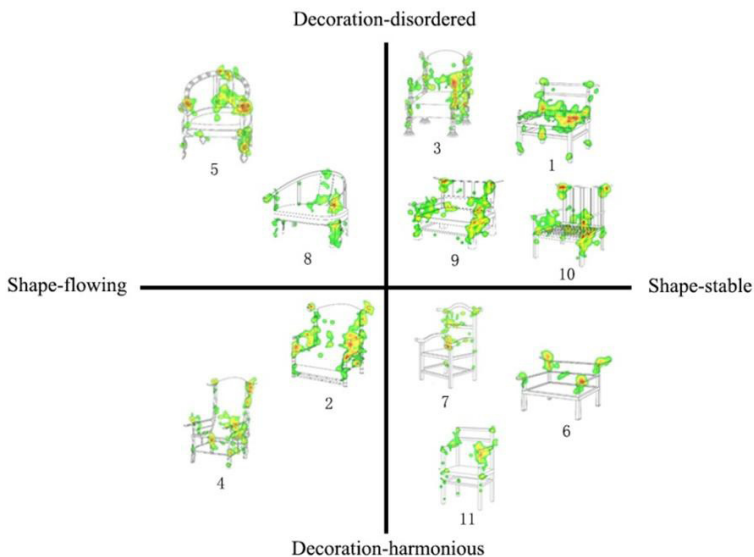 Decoration-disordered
5
3
1
8
9
10
Shape-flowing
Shape-stable
2
7
6
4
11
Decoration-harmonious